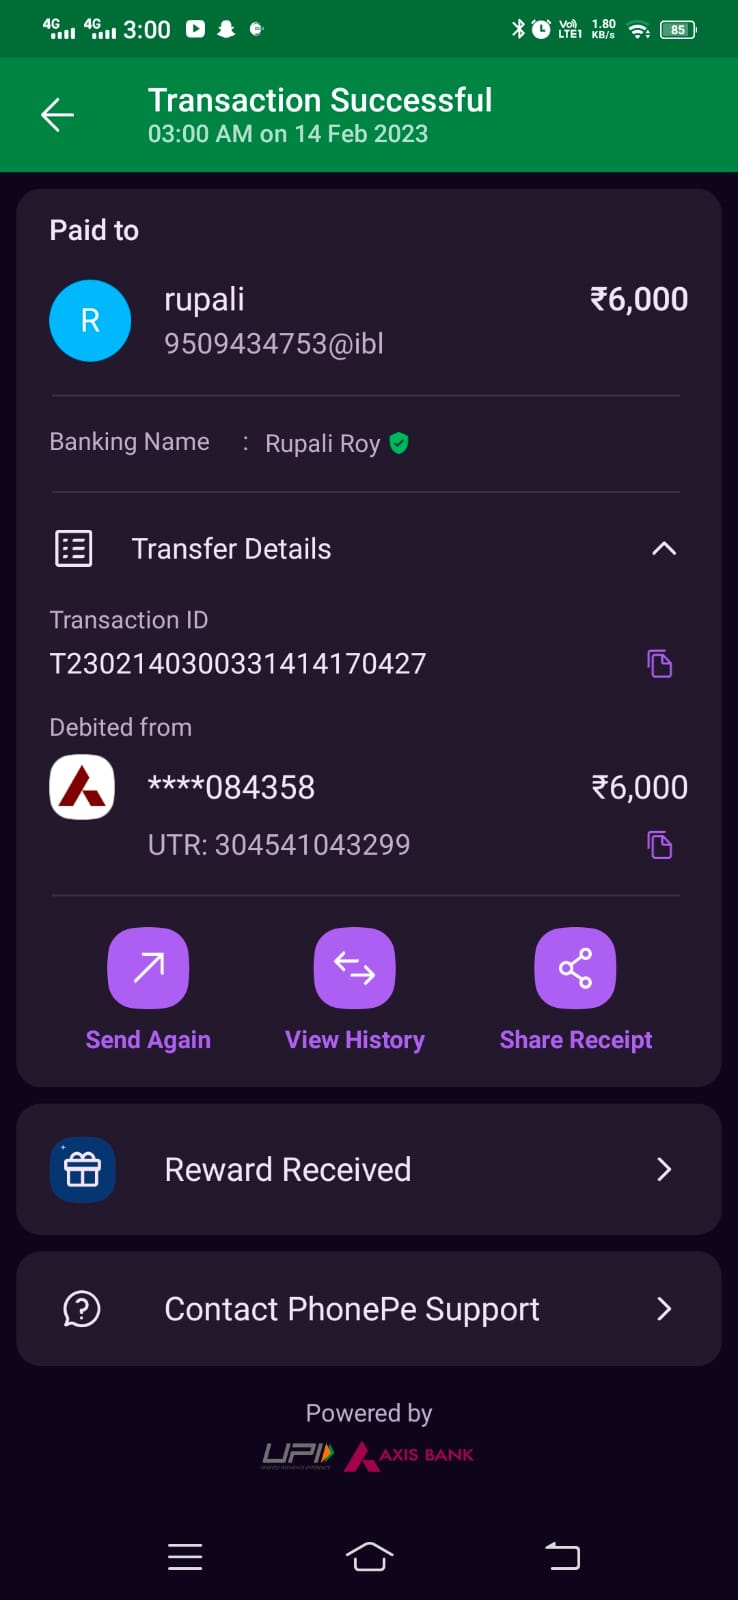 4G 4G 3:00 Vo) LTE1 1.80 KB/s 85
Transaction Successful
03:00 AM on 14 Feb 2023
Paid to
R rupali ₹6,000
9509434753@ibl
Banking Name : Rupali Roy
Transfer Details
Transaction ID
T2302140300331414170427
Debited from
****084358 ₹6,000
UTR: 304541043299
Send Again View History Share Receipt
Reward Received
Contact PhonePe Support
Powered by
UPI AXIS BANK